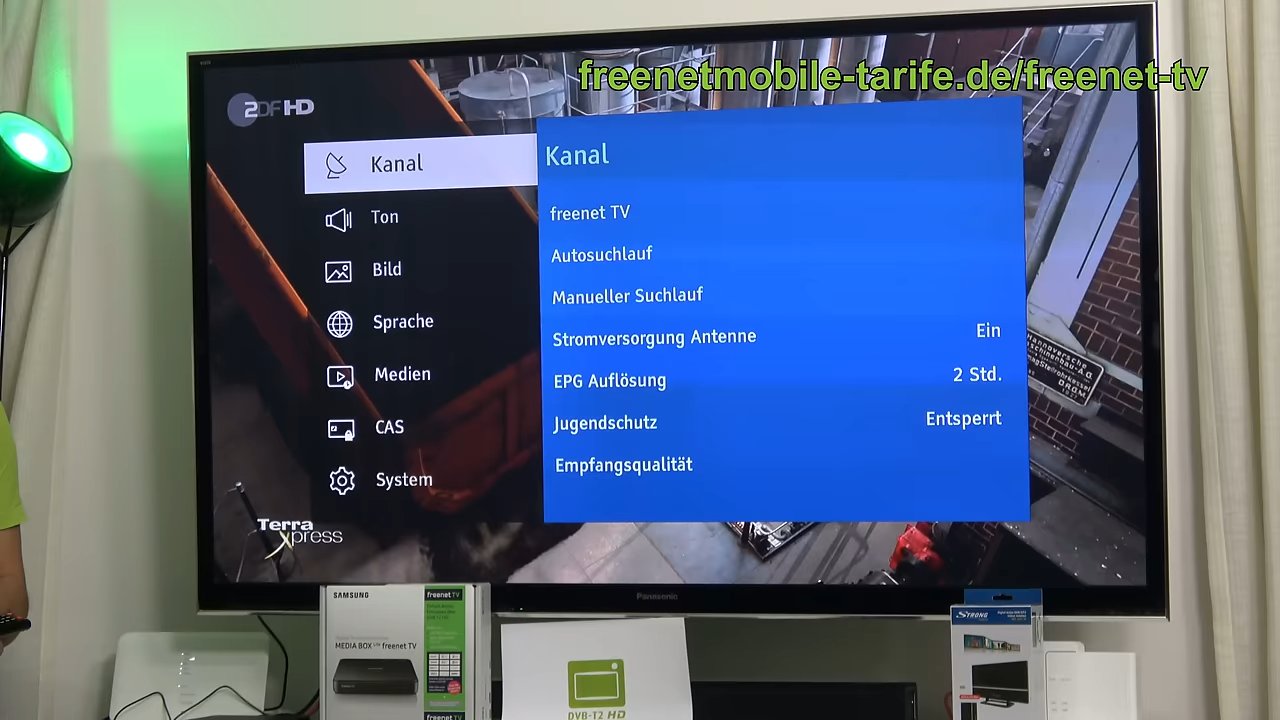 freenetmobile-tarife.de/freenet-tv
ZDF HD
Kanal
Ton
Bild
Sprache
Medien
CAS
System
Kanal
freenet TV
Autosuchlauf
Manueller Suchlauf
Stromversorgung Antenne Ein
EPG Auflösung 2 Std.
Jugendschutz Entsperrt
Empfangsqualität
Hannoversche
D.R.G.M.
Terra
Xpress
Panasonic
SAMSUNG
freenet TV
MEDIA BOX Lite freenet TV
freenet TV
DVB-T2 HD
STRONG